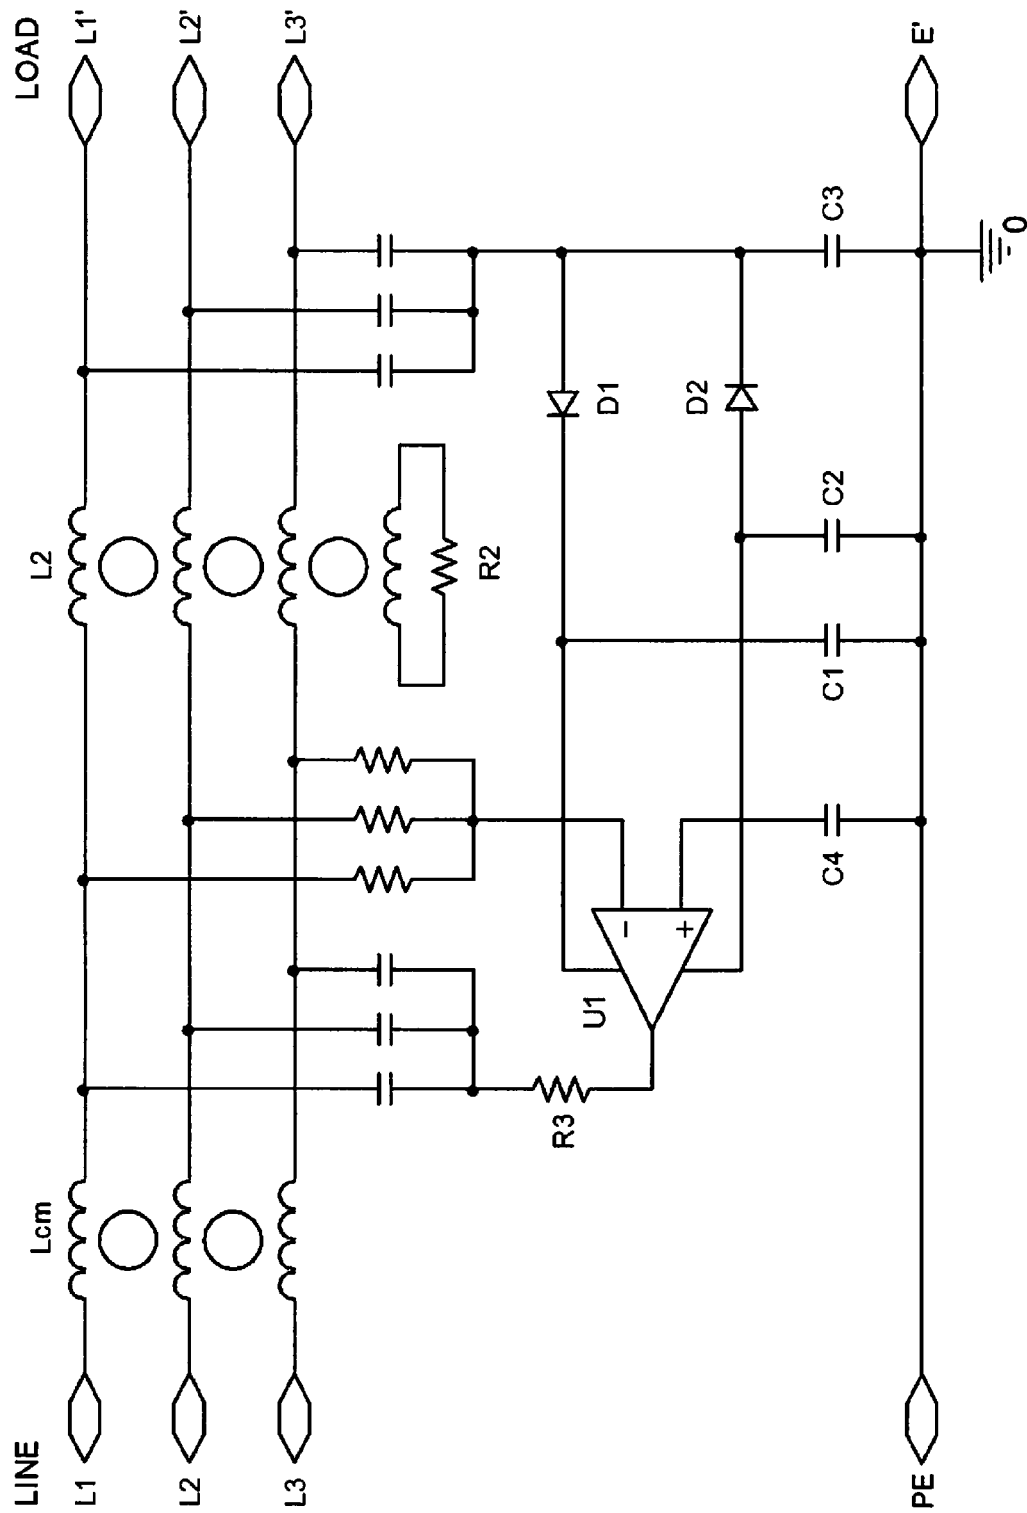 LINE
LOAD
L1
Lcm
L2
L1'
L2
L2'
L3
L3'
R2
R3
U1
−
+
D1
D2
C4
C1
C2
C3
PE
E'
0